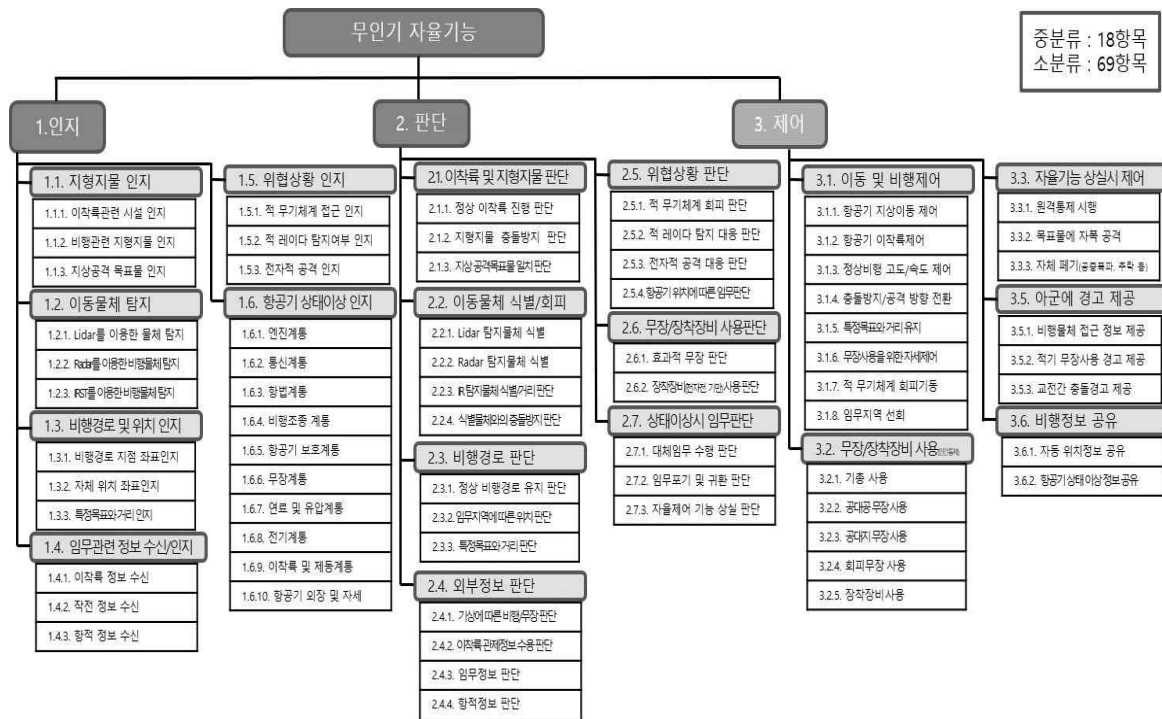 무인기 자율기능
중분류 : 18항목
소분류 : 69항목
1.인지
1.1. 지형지물 인지
1.1.1. 이착륙관련 시설 인지
1.1.2. 비행관련 지형지물 인지
1.1.3. 지상공격 목표물 인지
1.2. 이동물체 탐지
1.2.1. Lidar를 이용한 물체 탐지
1.2.2. Radar를 이용한 비행물체 탐지
1.2.3. IRST를 이용한 비행물체 탐지
1.3. 비행경로 및 위치 인지
1.3.1. 비행경로 지점 좌표인지
1.3.2. 자체 위치 좌표인지
1.3.3. 특정목표와 거리 인지
1.4. 임무관련 정보 수신/인지
1.4.1. 이착륙 정보 수신
1.4.2. 작전 정보 수신
1.4.3. 항적 정보 수신
1.5. 위협상황 인지
1.5.1. 적 무기체계 접근 인지
1.5.2. 적 레이다 탐지여부 인지
1.5.3. 전자적 공격 인지
1.6. 항공기 상태이상 인지
1.6.1. 엔진계통
1.6.2. 통신계통
1.6.3. 항법계통
1.6.4. 비행조종 계통
1.6.5. 항공기 보호계통
1.6.6. 무장계통
1.6.7. 연료 및 유압계통
1.6.8. 전기계통
1.6.9. 이착륙 및 제동계통
1.6.10. 항공기 외장 및 자세
2. 판단
2.1. 이착륙 및 지형지물 판단
2.1.1. 정상 이착륙 진행 판단
2.1.2. 지형지물 충돌방지 판단
2.1.3. 지상 공격목표물 일치 판단
2.2. 이동물체 식별/회피
2.2.1. Lidar 탐지물체 식별
2.2.2. Radar 탐지물체 식별
2.2.3. IR 탐지물체 식별/거리 판단
2.2.4. 식별물체와의 충돌방지 판단
2.3. 비행경로 판단
2.3.1. 정상 비행경로 유지 판단
2.3.2. 임무지역에 따른 위치 판단
2.3.3. 특정목표와 거리 판단
2.4. 외부정보 판단
2.4.1. 기상에 따른 비행/무장 판단
2.4.2. 이착륙 관제정보 수용 판단
2.4.3. 임무정보 판단
2.4.4. 항적정보 판단
2.5. 위협상황 판단
2.5.1. 적 무기체계 회피 판단
2.5.2. 적 레이다 탐지 대응 판단
2.5.3. 전자적 공격 대응 판단
2.5.4. 항공기 위치에 따른 임무판단
2.6. 무장/장착장비 사용판단
2.6.1. 효과적 무장 판단
2.6.2. 장착장비(전자전, 기만)사용 판단
2.7. 상태이상시 임무판단
2.7.1. 대체임무 수행 판단
2.7.2. 임무포기 및 귀환 판단
2.7.3. 자율제어 기능 상실 판단
3. 제어
3.1. 이동 및 비행제어
3.1.1. 항공기 지상이동 제어
3.1.2. 항공기 이착륙제어
3.1.3. 정상비행 고도/속도 제어
3.1.4. 충돌방지/공격 방향 전환
3.1.5. 특정목표와 거리 유지
3.1.6. 무장사용을 위한 자세제어
3.1.7. 적 무기체계 회피기동
3.1.8. 임무지역 선회
3.2. 무장/장착장비 사용
3.2.1. 기총 사용
3.2.2. 공대공 무장 사용
3.2.3. 공대지 무장 사용
3.2.4. 회피무장 사용
3.2.5. 장착장비 사용
3.3. 자율기능 상실시 제어
3.3.1. 원격통제 시행
3.3.2. 목표물에 자폭 공격
3.3.3. 자체 폐기(공중폭파, 추락 등)
3.5. 아군에 경고 제공
3.5.1. 비행물체 접근 정보 제공
3.5.2. 적기 무장사용 경고 제공
3.5.3. 교전간 충돌경고 제공
3.6. 비행정보 공유
3.6.1. 자동 위치정보 공유
3.6.2. 항공기 상태 이상 정보 공유